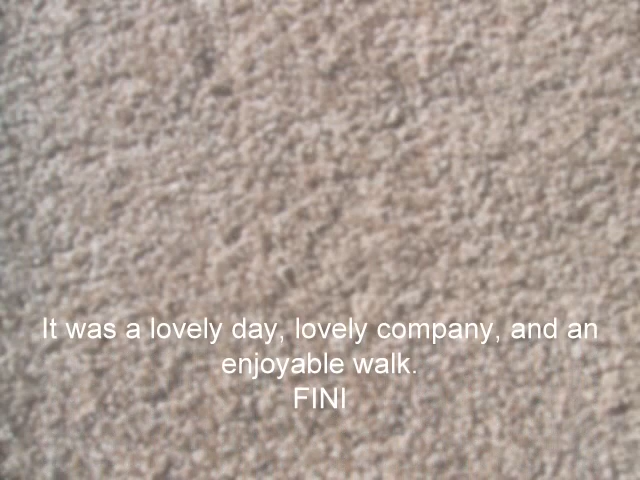 It was a lovely day, lovely company, and an
enjoyable walk.
FINI